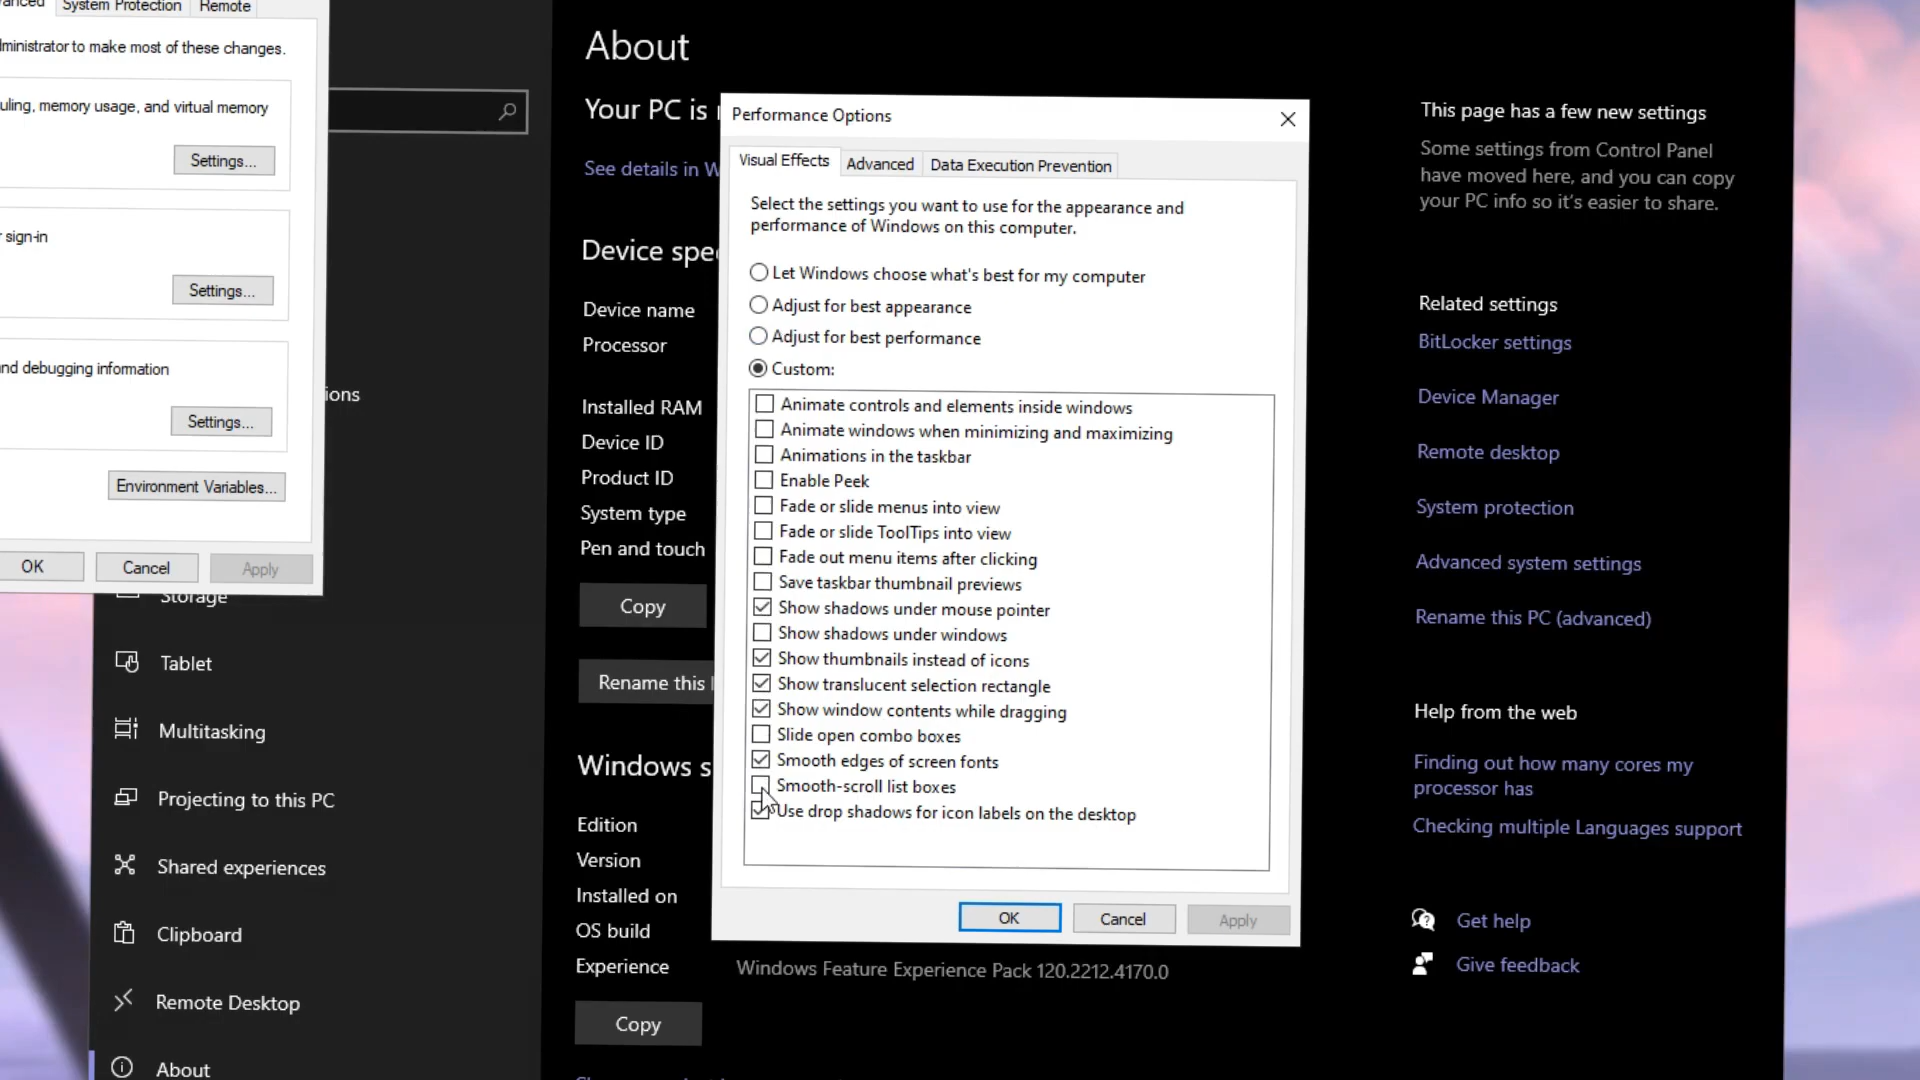 System Protection
Remote
ministrator to make most of these changes.
uling, memory usage, and virtual memory
Settings...
r sign-in
Settings...
nd debugging information
Settings...
Environment Variables...
OK
Cancel
Apply
ions
Storage
Tablet
Multitasking
Projecting to this PC
Shared experiences
Clipboard
Remote Desktop
About
About
Your PC is
See details in W
Device spe
Device name
Processor
Installed RAM
Device ID
Product ID
System type
Pen and touch
Copy
Rename this
Windows s
Edition
Version
Installed on
OS build
Experience
Windows Feature Experience Pack 120.2212.4170.0
Copy
Performance Options
Visual Effects
Advanced
Data Execution Prevention
Select the settings you want to use for the appearance and
performance of Windows on this computer.
Let Windows choose what's best for my computer
Adjust for best appearance
Adjust for best performance
Custom:
Animate controls and elements inside windows
Animate windows when minimizing and maximizing
Animations in the taskbar
Enable Peek
Fade or slide menus into view
Fade or slide ToolTips into view
Fade out menu items after clicking
Save taskbar thumbnail previews
Show shadows under mouse pointer
Show shadows under windows
Show thumbnails instead of icons
Show translucent selection rectangle
Show window contents while dragging
Slide open combo boxes
Smooth edges of screen fonts
Smooth-scroll list boxes
Use drop shadows for icon labels on the desktop
OK
Cancel
Apply
This page has a few new settings
Some settings from Control Panel
have moved here, and you can copy
your PC info so it's easier to share.
Related settings
BitLocker settings
Device Manager
Remote desktop
System protection
Advanced system settings
Rename this PC (advanced)
Help from the web
Finding out how many cores my
processor has
Checking multiple Languages support
Get help
Give feedback